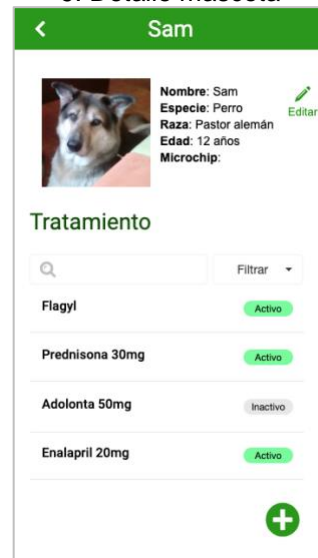 Sam
Nombre: Sam
Especie: Perro
Raza: Pastor alemán
Edad: 12 años
Microchip:
Editar
Tratamiento
Filtrar
Flagyl
Activo
Prednisona 30mg
Activo
Adolonta 50mg
Inactivo
Enalapril 20mg
Activo